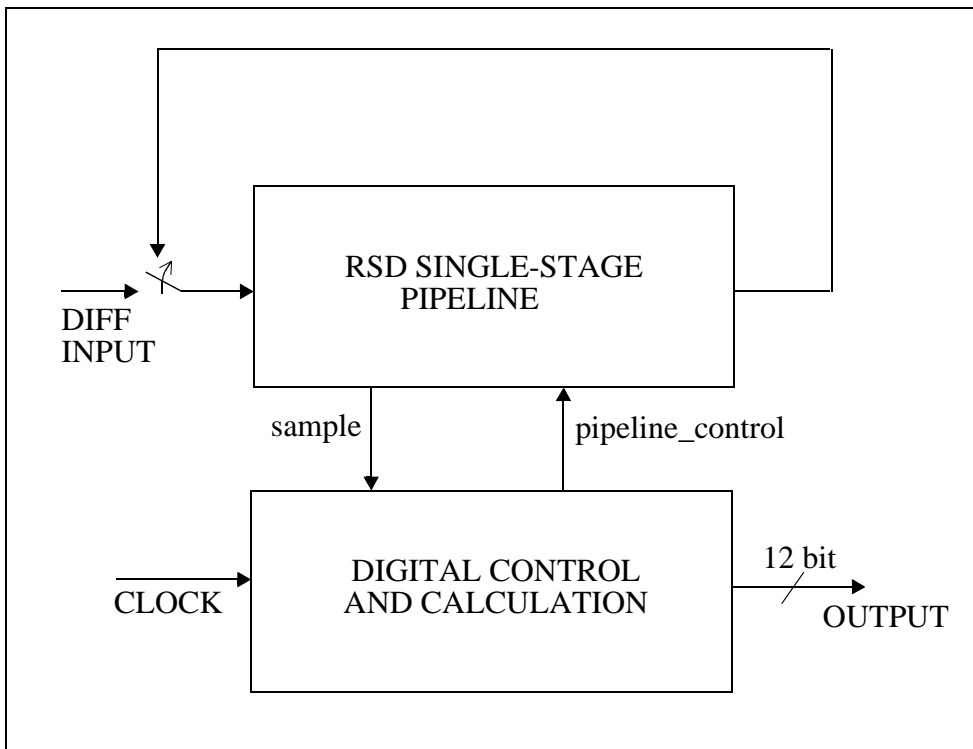 RSD SINGLE-STAGE
PIPELINE
DIFF
INPUT
sample
pipeline_control
DIGITAL CONTROL
AND CALCULATION
CLOCK
12 bit
OUTPUT